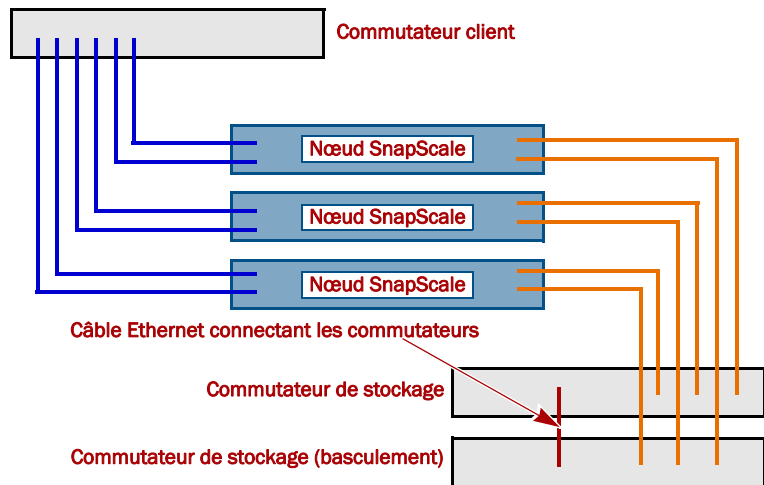 Commutateur client
Nœud SnapScale
Nœud SnapScale
Nœud SnapScale
Câble Ethernet connectant les commutateurs
Commutateur de stockage
Commutateur de stockage (basculement)